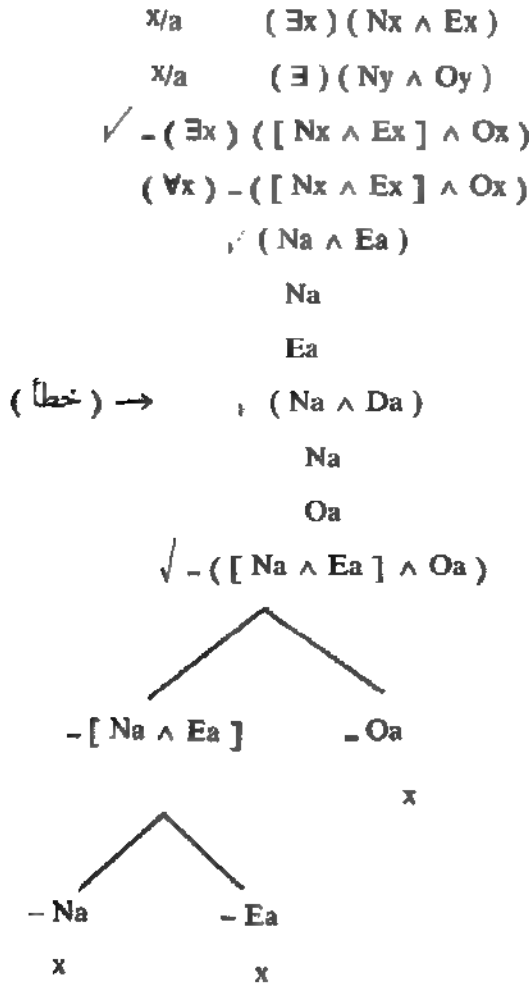 x/a (∃x) ( Nx ∧ Ex )
x/a (∃) ( Ny ∧ Oy )
✓ -(∃x) ( [ Nx ∧ Ex ] ∧ Ox )
(∀x) - ( [ Nx ∧ Ex ] ∧ Ox )
✓ ( Na ∧ Ea )
Na
Ea
( خطأ ) → ( Na ∧ Da )
Na
Oa
√ - ( [ Na ∧ Ea ] ∧ Oa )
- [ Na ∧ Ea ] - Oa
x
- Na - Ea
x x